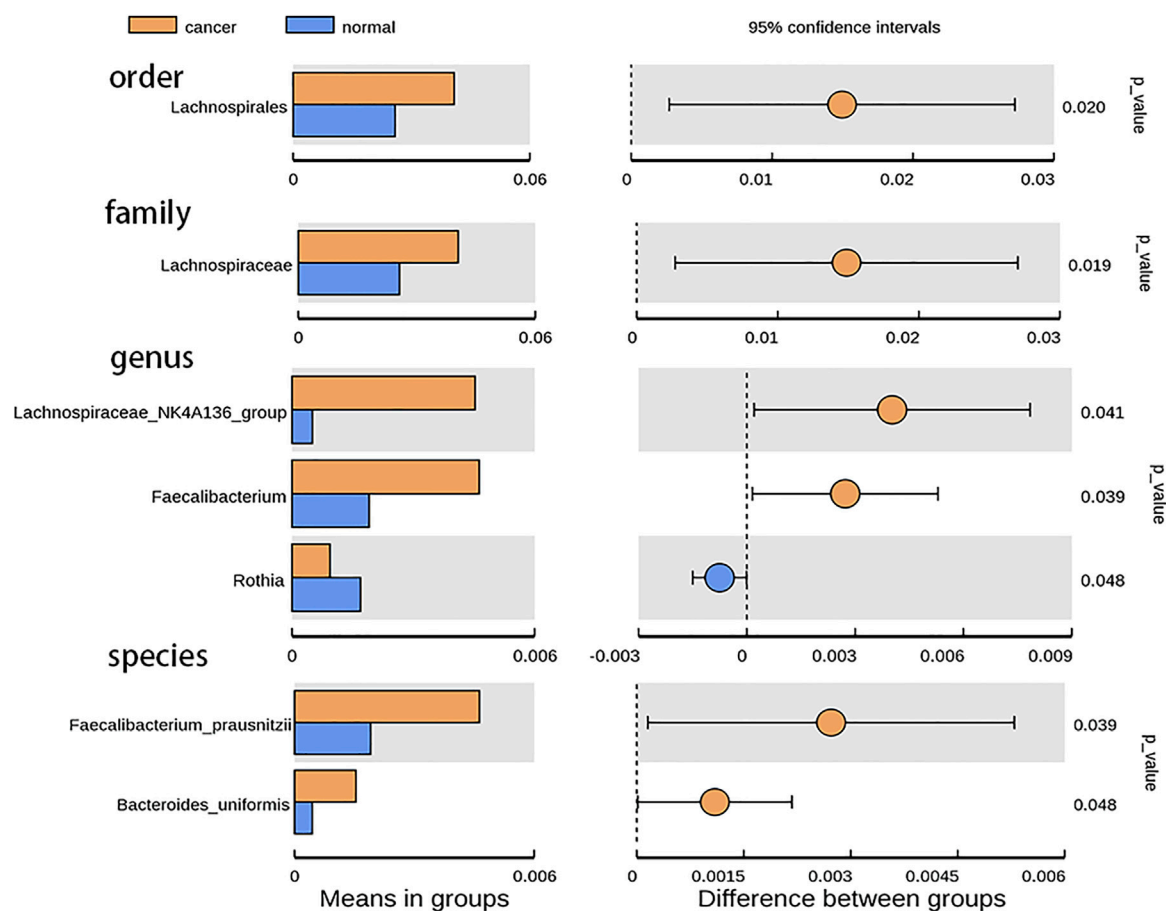 cancer normal 95% confidence intervals
order
Lachnospirales
0.020
p_value
0 0.06 0 0.01 0.02 0.03
family
Lachnospiraceae
0.019
p_value
0 0.06 0 0.01 0.02 0.03
genus
Lachnospiraceae_NK4A136_group
0.041
Faecalibacterium
0.039
p_value
Rothia
0.048
0 0.006 -0.003 0 0.003 0.006 0.009
species
Faecalibacterium_prausnitzii
0.039
p_value
Bacteroides_uniformis
0.048
0 0.006 0 0.0015 0.003 0.0045 0.006
Means in groups Difference between groups